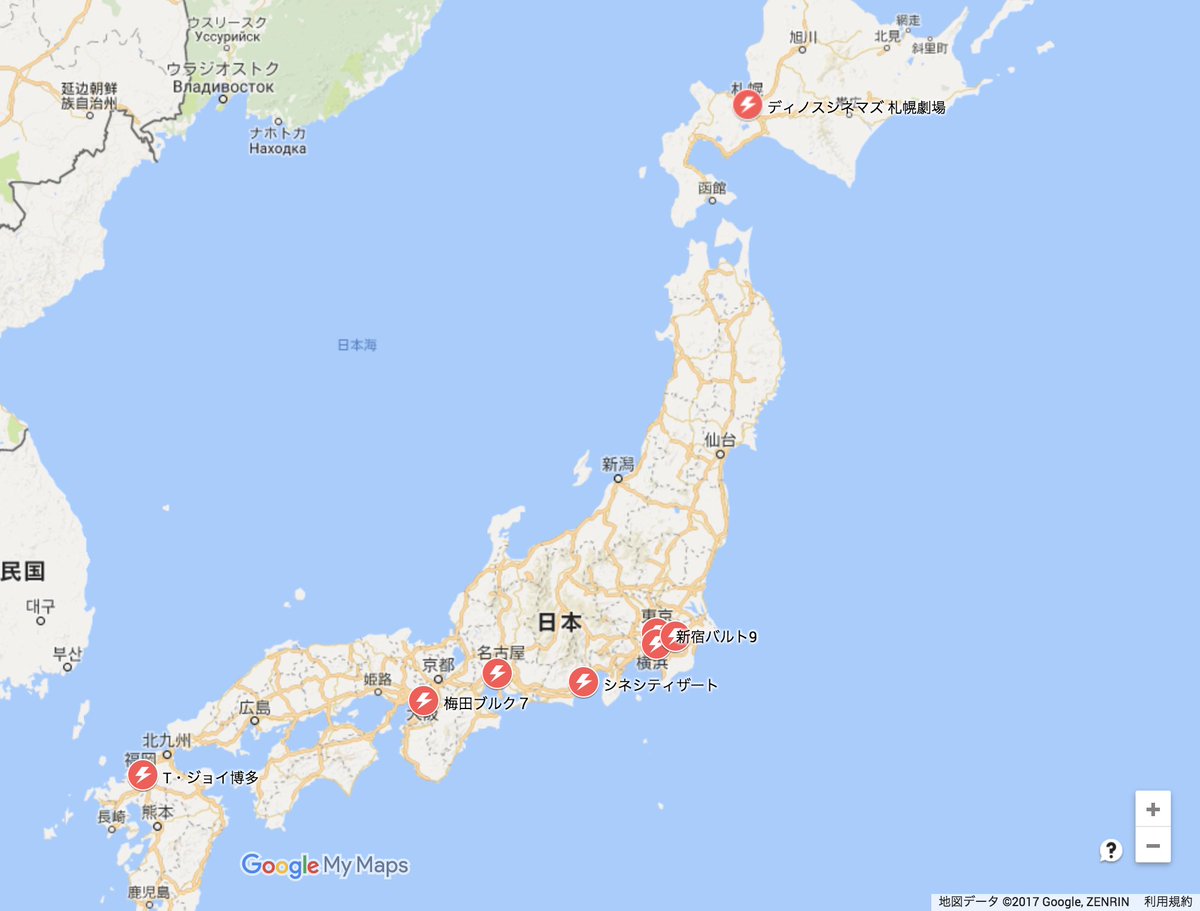 ウスリースク
Уссурийск
網走
旭川
北見
斜里町
ウラジオストク
Владивосток
延边朝鲜
族自治州
札幌
ディノスシネマズ 札幌劇場
ナホトカ
Находка
函館
日本海
仙台
新潟
民国
대구
日本
東京
新宿バルト9
부산
名古屋
横浜
京都
姫路
シネシティザート
梅田ブルク7
大阪
広島
北九州
福岡
T・ジョイ博多
長崎
熊本
Google My Maps
鹿児島
+
?
−
地図データ ©2017 Google, ZENRIN 利用規約